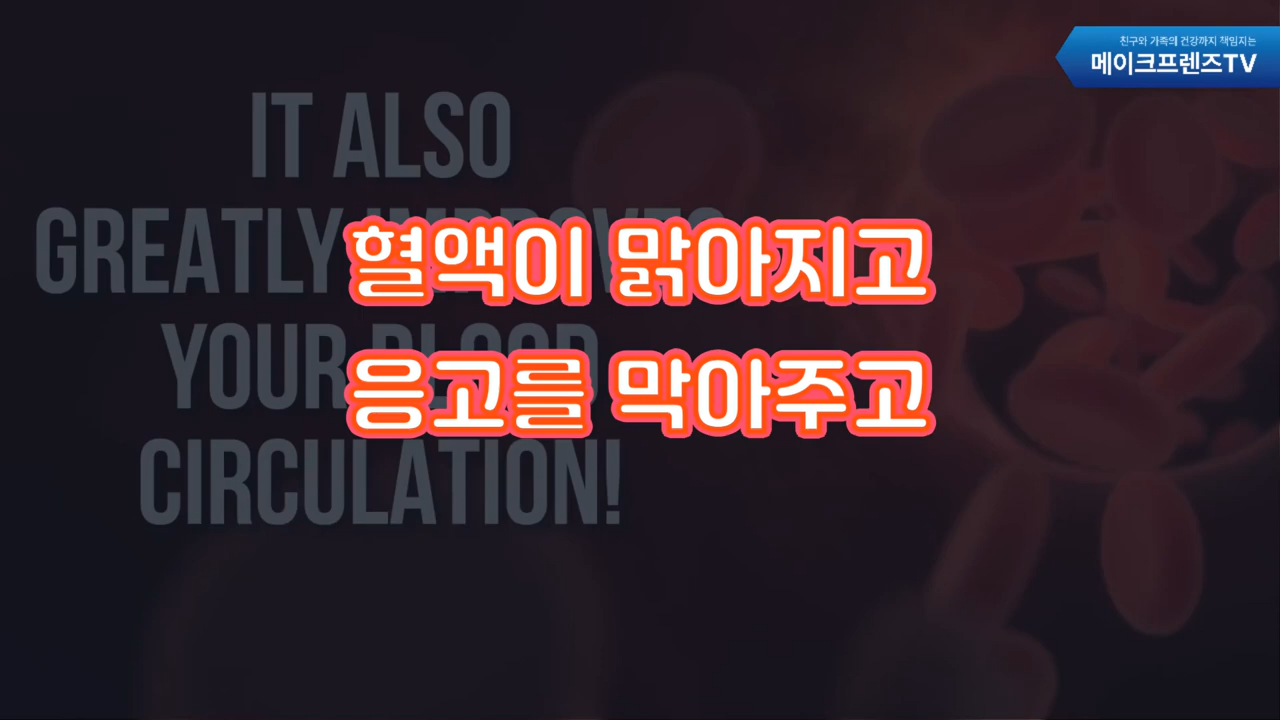 친구와 가족의 건강까지 책임지는
메이크프렌즈TV
IT ALSO
GREATLY IMPROVES
YOUR BLOOD
CIRCULATION!
혈액이 맑아지고
응고를 막아주고